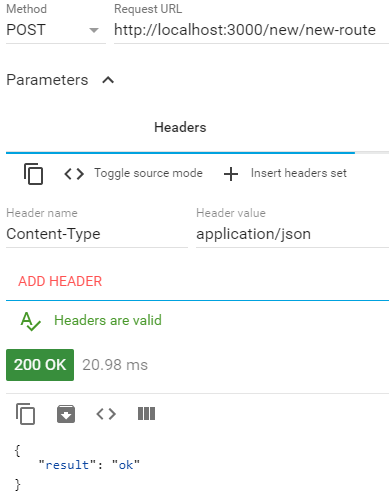 Method Request URL
POST http://localhost:3000/new/new-route
Parameters
Headers
Toggle source mode Insert headers set
Header name Header value
Content-Type application/json
ADD HEADER
Headers are valid
200 OK 20.98 ms
{
"result": "ok"
}